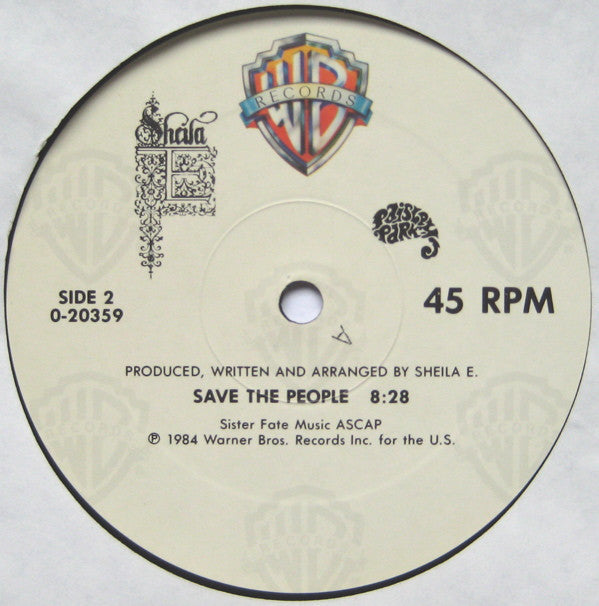 WB
RECORDS
Sheila
E
Paisley
Park
SIDE 2
0-20359
45 RPM
A
PRODUCED, WRITTEN AND ARRANGED BY SHEILA E.
SAVE THE PEOPLE 8:28
Sister Fate Music ASCAP
℗ 1984 Warner Bros. Records Inc. for the U.S.